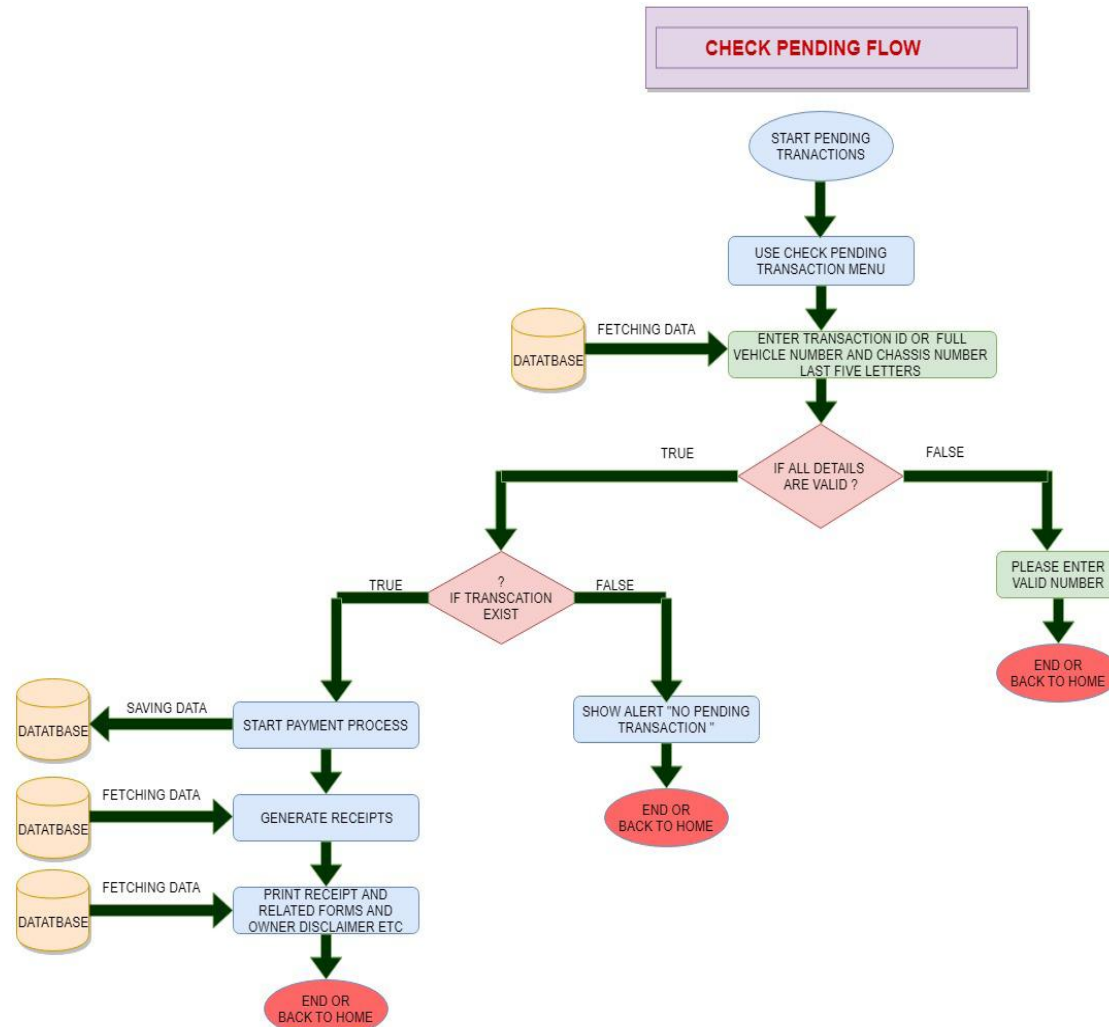 CHECK PENDING FLOW
START PENDING
TRANACTIONS
USE CHECK PENDING
TRANSACTION MENU
FETCHING DATA
DATATBASE
ENTER TRANSACTION ID OR FULL
VEHICLE NUMBER AND CHASSIS NUMBER
LAST FIVE LETTERS
TRUE
IF ALL DETAILS
ARE VALID ?
FALSE
PLEASE ENTER
VALID NUMBER
END OR
BACK TO HOME
TRUE
?
IF TRANSCATION
EXIST
FALSE
SHOW ALERT "NO PENDING
TRANSACTION "
END OR
BACK TO HOME
DATATBASE
SAVING DATA
START PAYMENT PROCESS
DATATBASE
FETCHING DATA
GENERATE RECEIPTS
DATATBASE
FETCHING DATA
PRINT RECEIPT AND
RELATED FORMS AND
OWNER DISCLAIMER ETC
END OR
BACK TO HOME